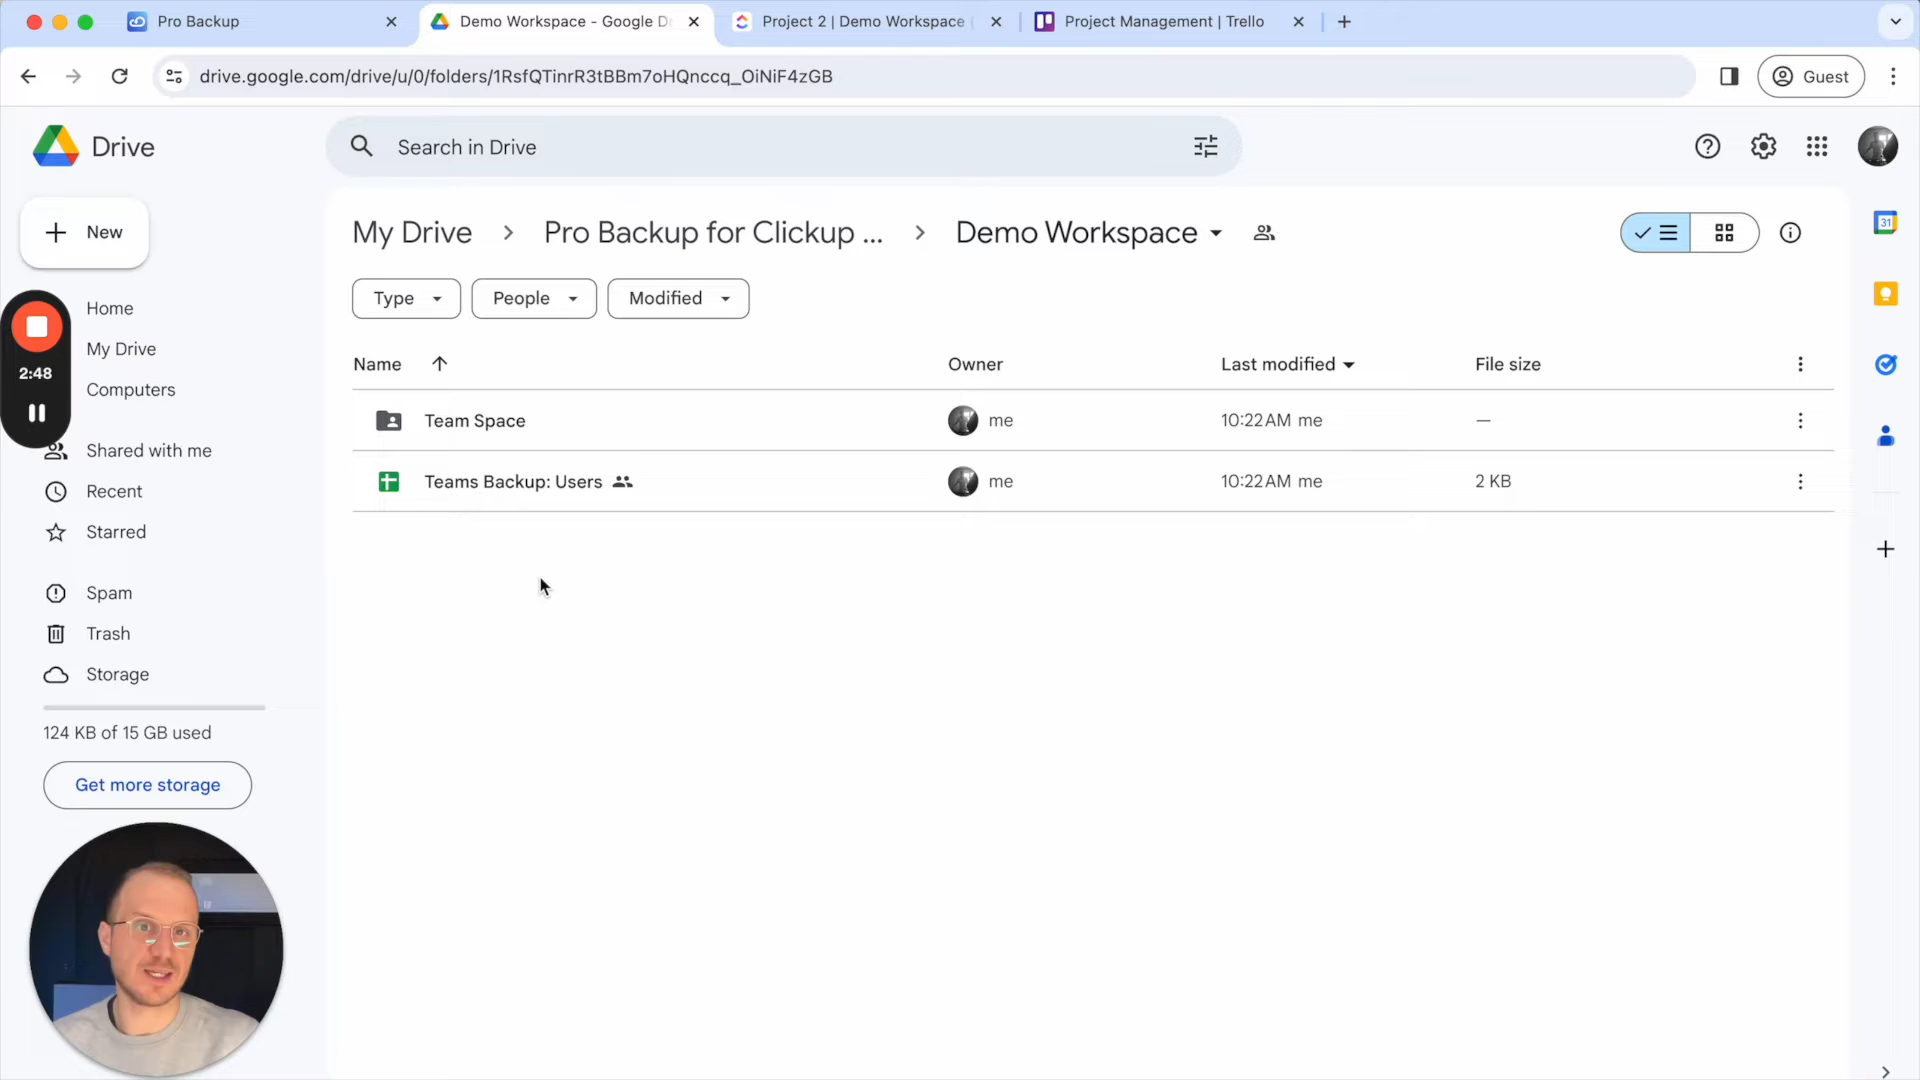 Pro Backup
Demo Workspace - Google D
Project 2 | Demo Workspace
Project Management | Trello
drive.google.com/drive/u/0/folders/1RsfQTinrR3tBBm7oHQnccq_OiNiF4zGB
Guest
Drive
Search in Drive
New
My Drive
Pro Backup for Clickup ...
Demo Workspace
Type
People
Modified
Home
My Drive
Computers
2:48
Shared with me
Recent
Starred
Spam
Trash
Storage
124 KB of 15 GB used
Get more storage
Name
Owner
Last modified
File size
Team Space
me
10:22 AM me
—
Teams Backup: Users
me
10:22 AM me
2 KB
31